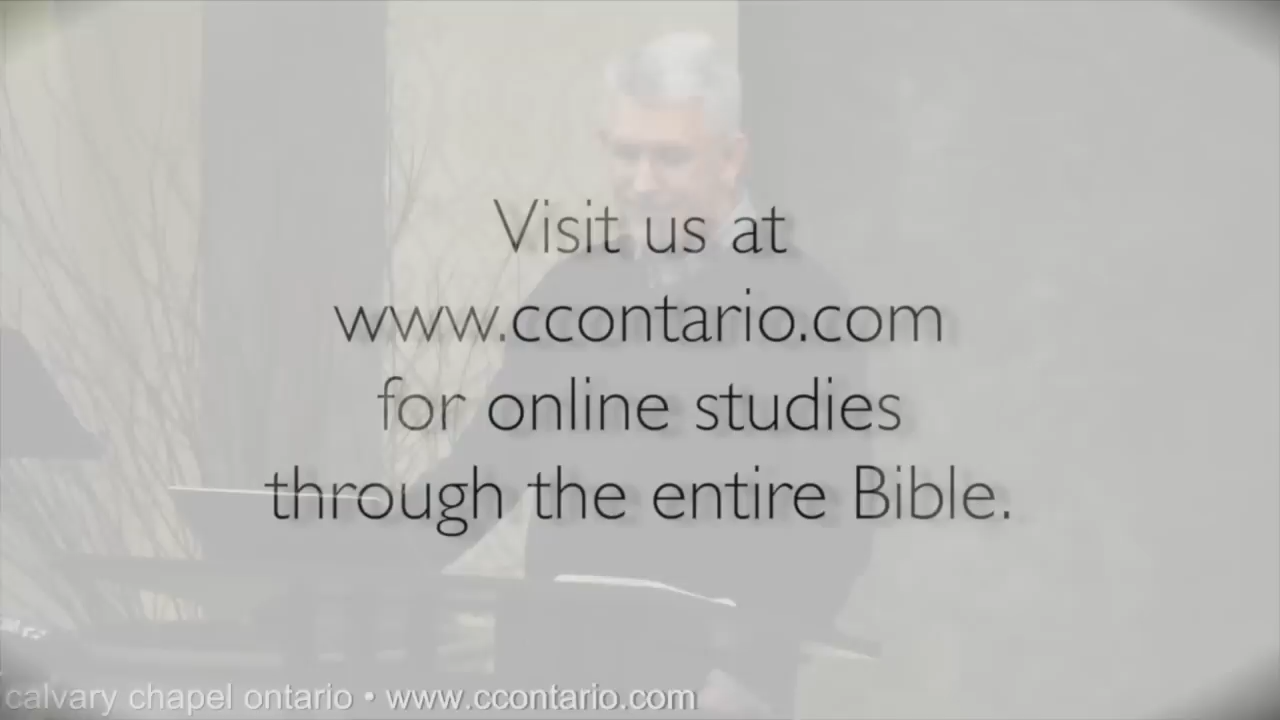 Visit us at
www.ccontario.com
for online studies
through the entire Bible.
calvary chapel ontario • www.ccontario.com